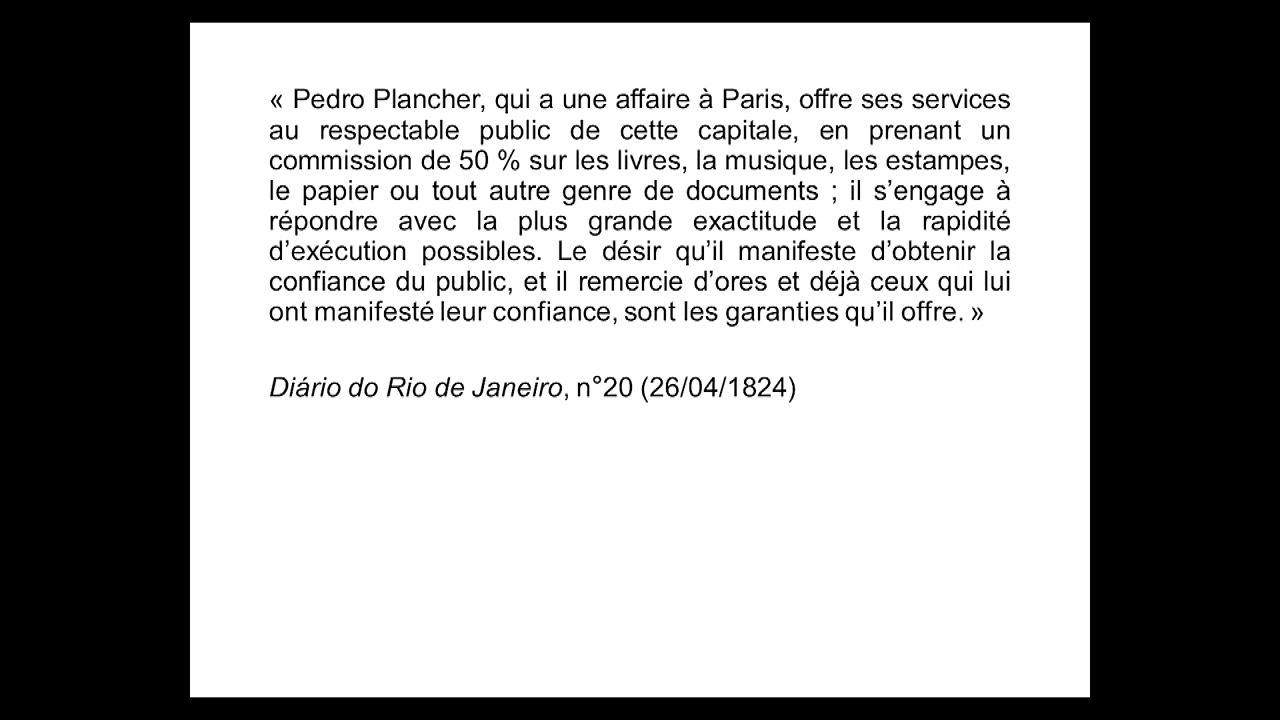 « Pedro Plancher, qui a une affaire à Paris, offre ses services
au respectable public de cette capitale, en prenant un
commission de 50 % sur les livres, la musique, les estampes,
le papier ou tout autre genre de documents ; il s’engage à
répondre avec la plus grande exactitude et la rapidité
d’exécution possibles. Le désir qu’il manifeste d’obtenir la
confiance du public, et il remercie d’ores et déjà ceux qui lui
ont manifesté leur confiance, sont les garanties qu’il offre. »
Diário do Rio de Janeiro, n°20 (26/04/1824)